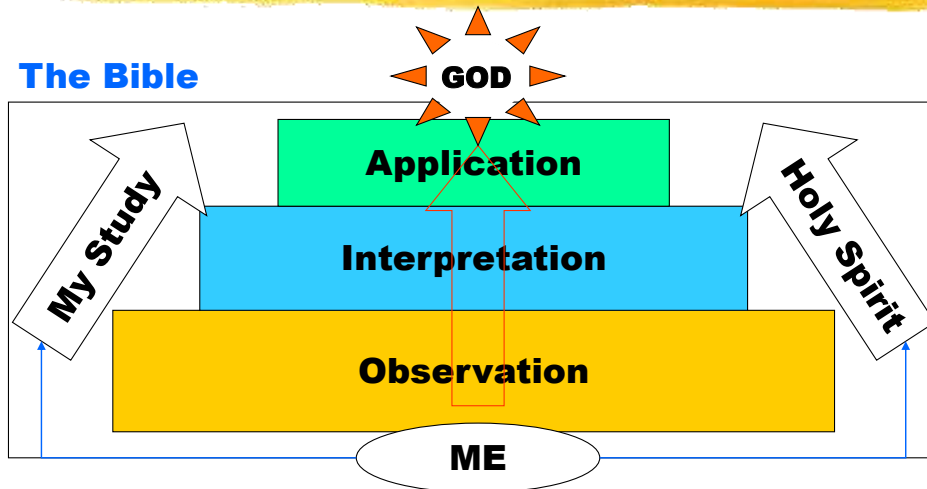 GOD
The Bible
Application
My Study
Holy Spirit
Interpretation
Observation
ME